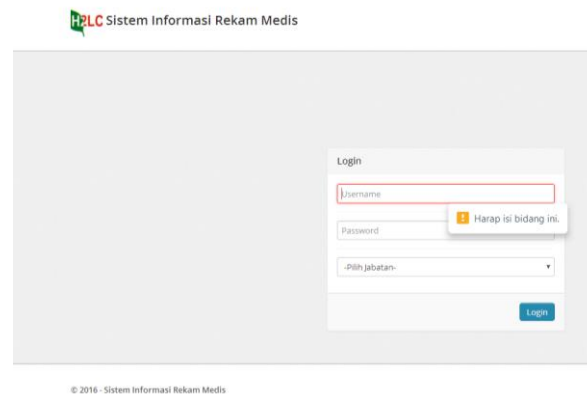 H2LC Sistem Informasi Rekam Medis
Login
Username
Harap isi bidang ini.
Password
-Pilih Jabatan-
Login
© 2016 - Sistem Informasi Rekam Medis